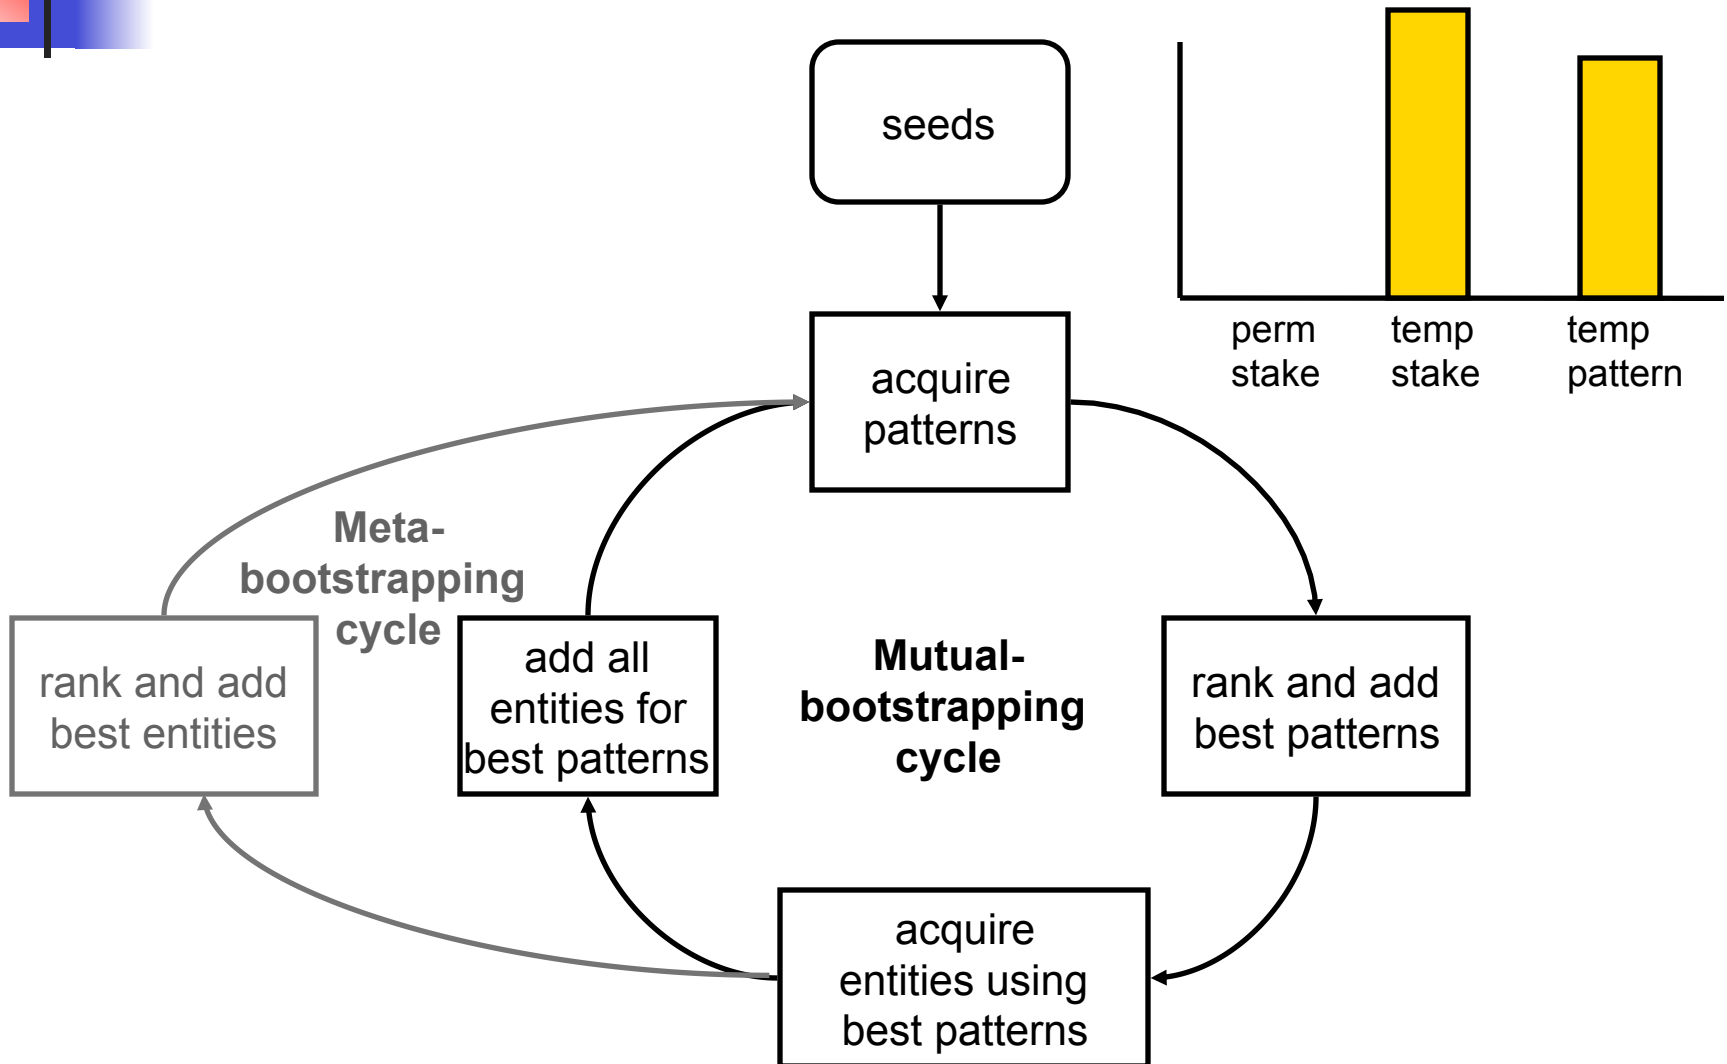 seeds
perm
stake
temp
stake
temp
pattern
acquire
patterns
Meta-
bootstrapping
cycle
rank and add
best entities
add all
entities for
best patterns
Mutual-
bootstrapping
cycle
rank and add
best patterns
acquire
entities using
best patterns